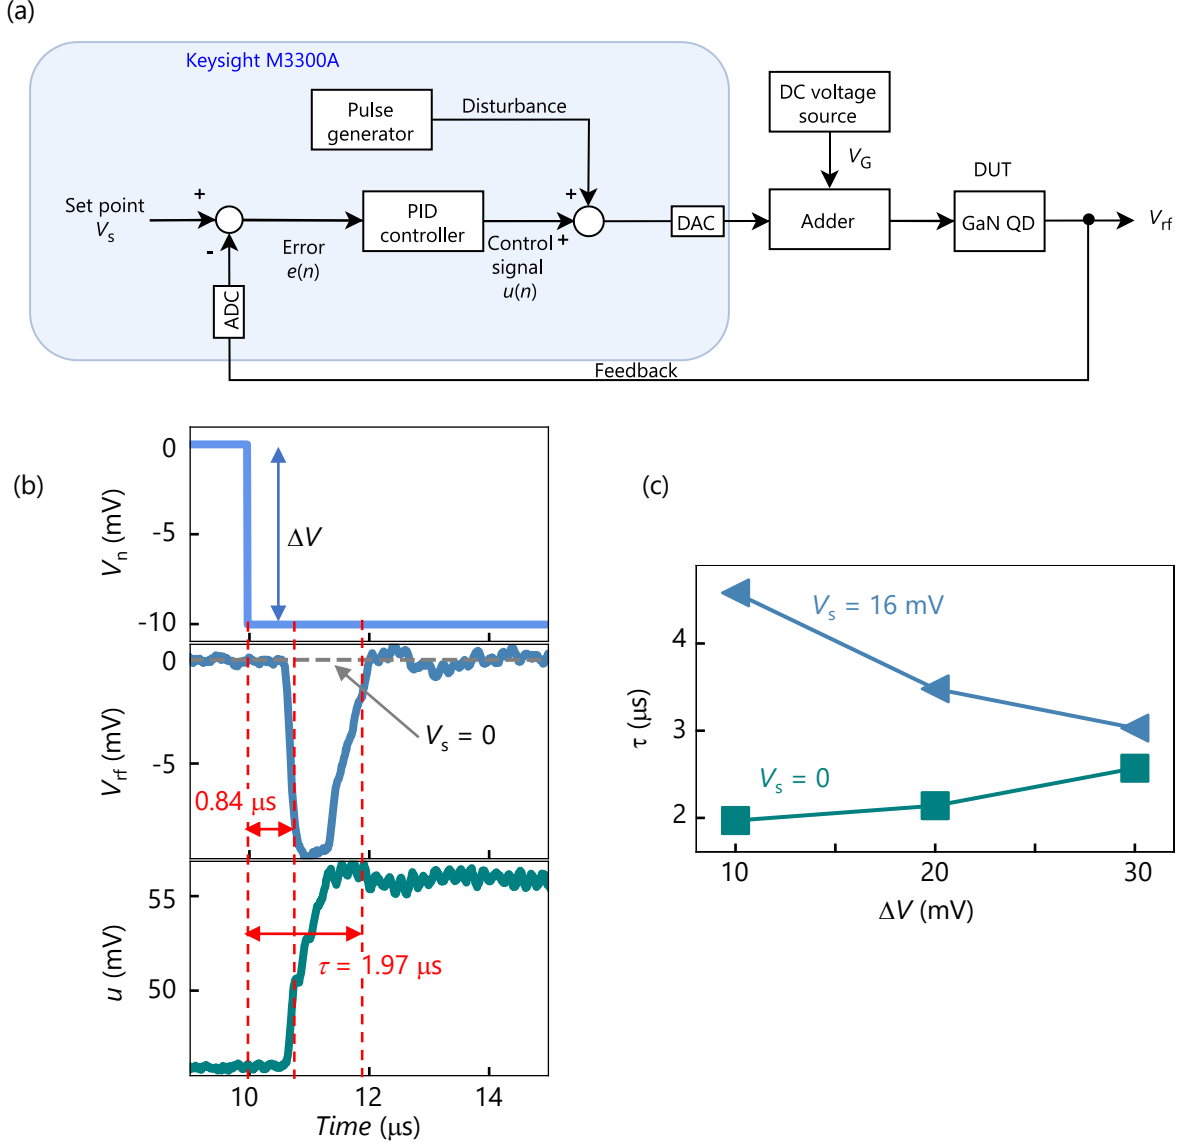 (a)
Keysight M3300A
Pulse
generator
Disturbance
DC voltage
source
V_G
DUT
Set point
V_s
+
-
Error
e(n)
PID
controller
Control
signal
u(n)
+
+
DAC
Adder
GaN QD
V_rf
ADC
Feedback
(b)
V_n (mV)
0
-5
-10
ΔV
V_rf (mV)
0
-5
V_s = 0
0.84 μs
u (mV)
55
50
τ = 1.97 μs
10
12
14
Time (μs)
(c)
τ (μs)
4
3
2
V_s = 16 mV
V_s = 0
10
20
30
ΔV (mV)